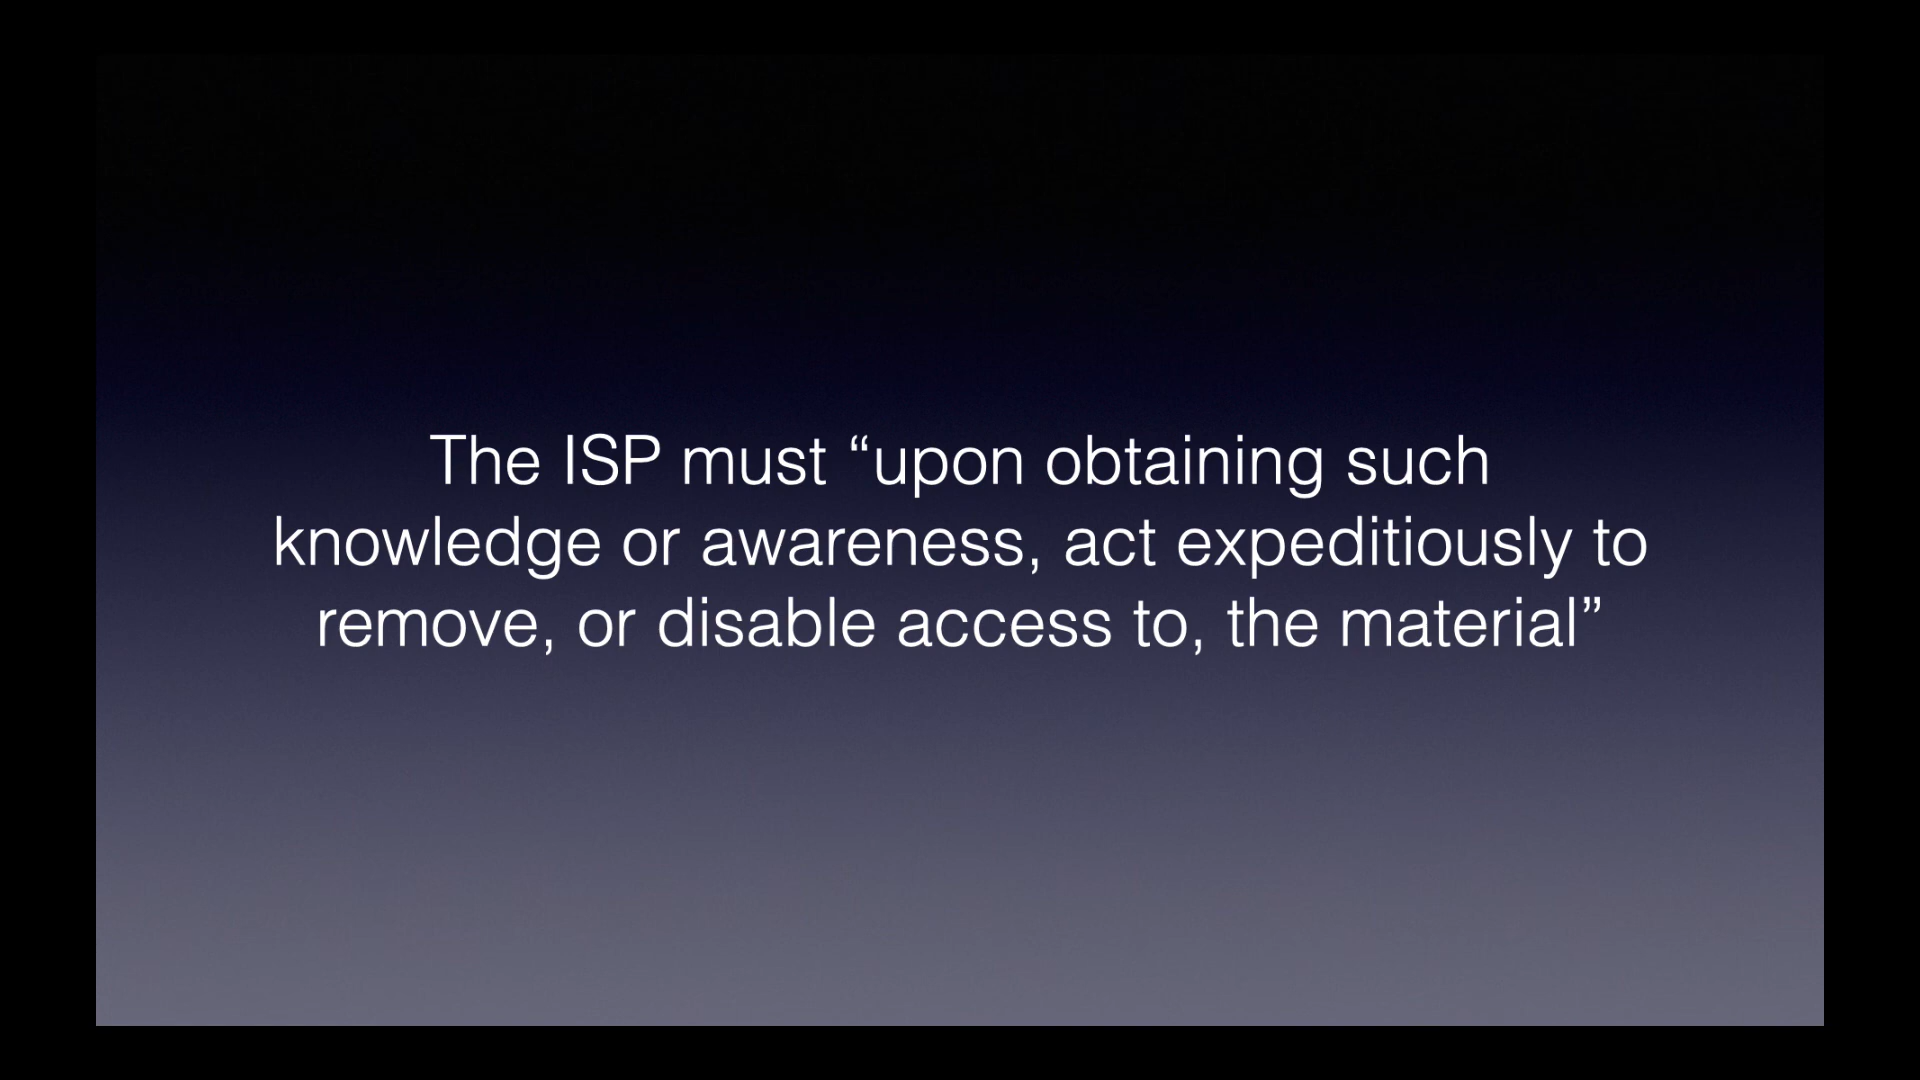 The ISP must “upon obtaining such
knowledge or awareness, act expeditiously to
remove, or disable access to, the material”